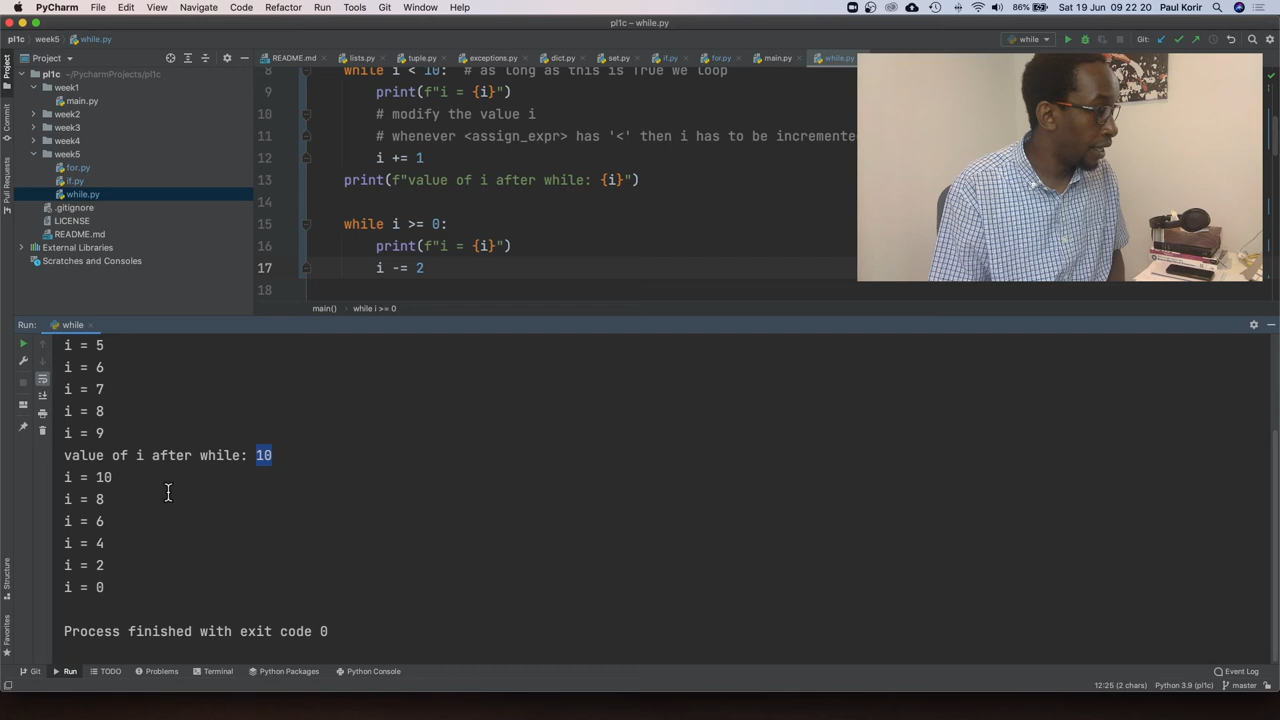 PyCharm File Edit View Navigate Code Refactor Run Tools Git Window Help 86% Sat 19 Jun 09 22 20 Paul Korir
pl1c – while.py
pl1c week5 while.py while Git:
Project README.md lists.py tuple.py exceptions.py dict.py set.py if.py for.py main.py while.py
pl1c ~/PycharmProjects/pl1c
week1
main.py
week2
week3
week4
week5
for.py
if.py
while.py
.gitignore
LICENSE
README.md
External Libraries
Scratches and Consoles
Project
Commit
Pull Requests
8 while i < 10: # as long as this is True we loop
9 print(f"i = {i}")
10 # modify the value i
11 # whenever <assign_expr> has '<' then i has to be incremente
12 i += 1
13 print(f"value of i after while: {i}")
14
15 while i >= 0:
16 print(f"i = {i}")
17 i -= 2
18
main() while i >= 0
Run: while
i = 5
i = 6
i = 7
i = 8
i = 9
value of i after while: 10
i = 10
i = 8
i = 6
i = 4
i = 2
i = 0
Process finished with exit code 0
Structure
Favorites
Git Run TODO Problems Terminal Python Packages Python Console Event Log
12:25 (2 chars) Python 3.9 (pl1c) master